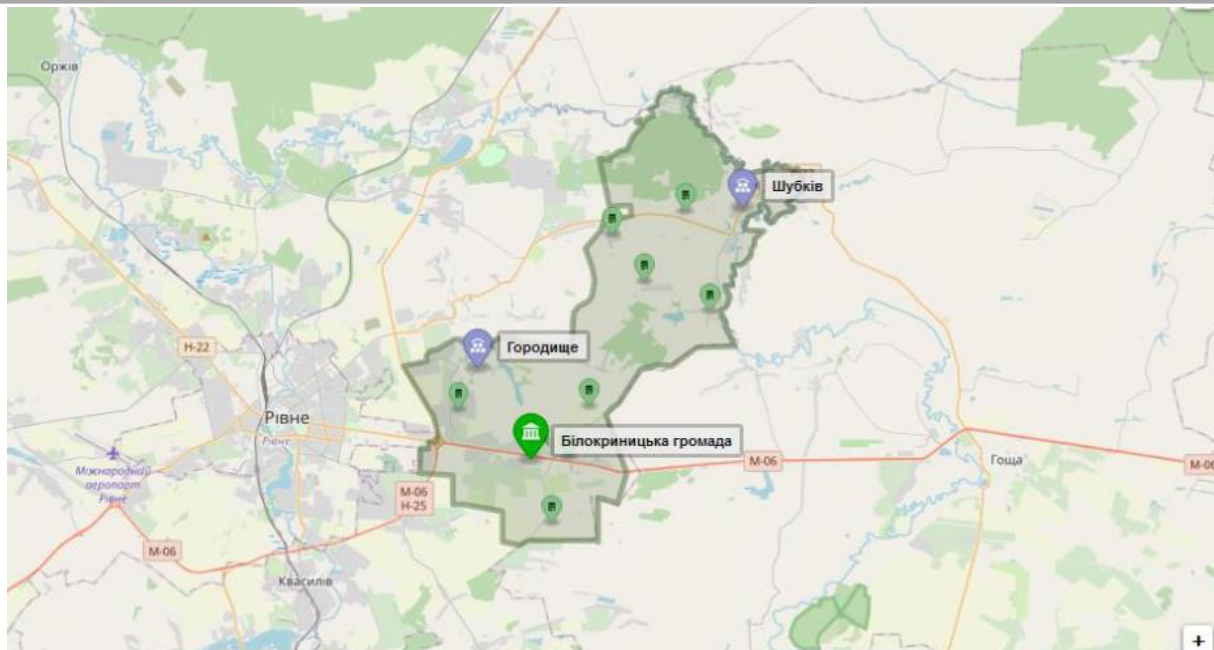 Оржів
Шубків
Городище
Н-22
Рівне
Рівне
Білокриницька громада
М-06
Гоща
М-06
Міжнародний
аеропорт
Рівне
М-06
Н-25
М-06
Квасилів
+